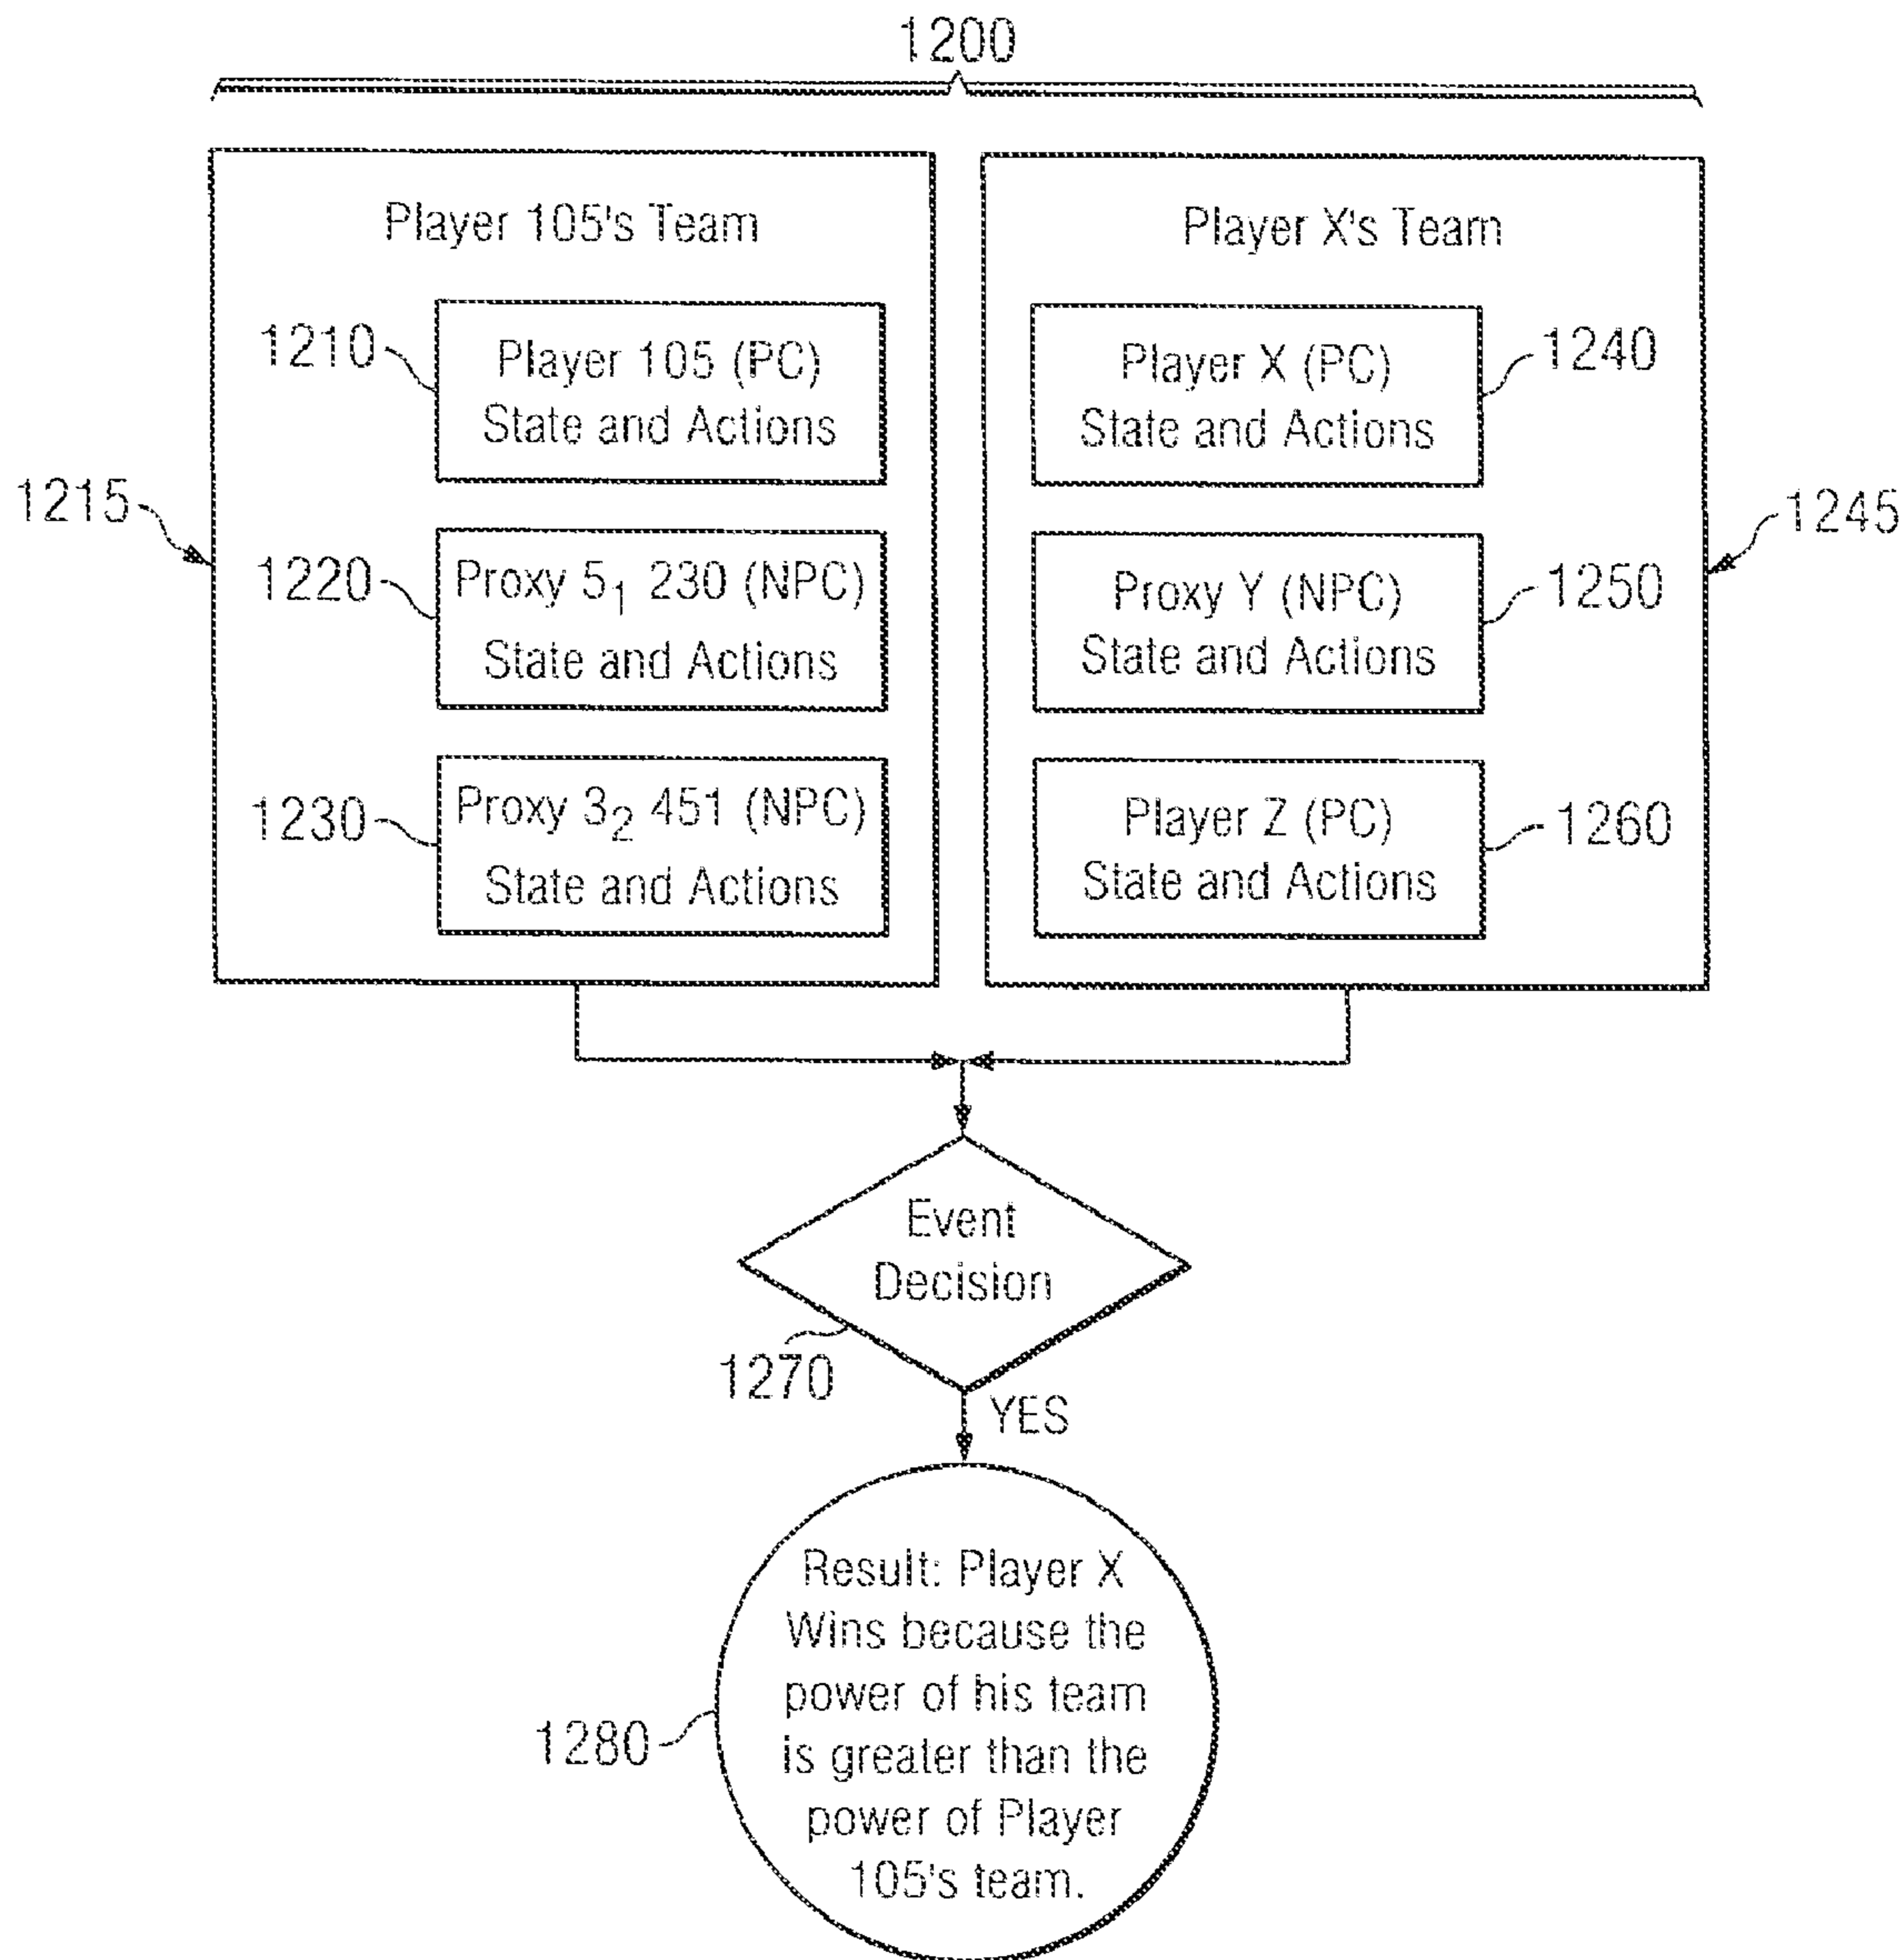 1200
Player 105's Team
1210
Player 105 (PC)
State and Actions
1215
1220
Proxy 5₁ 230 (NPC)
State and Actions
1230
Proxy 3₂ 451 (NPC)
State and Actions
Player X's Team
Player X (PC)
State and Actions
1240
1245
Proxy Y (NPC)
State and Actions
1250
Player Z (PC)
State and Actions
1260
Event
Decision
1270
YES
Result: Player X
Wins because the
power of his team
is greater than the
power of Player
105's team.
1280